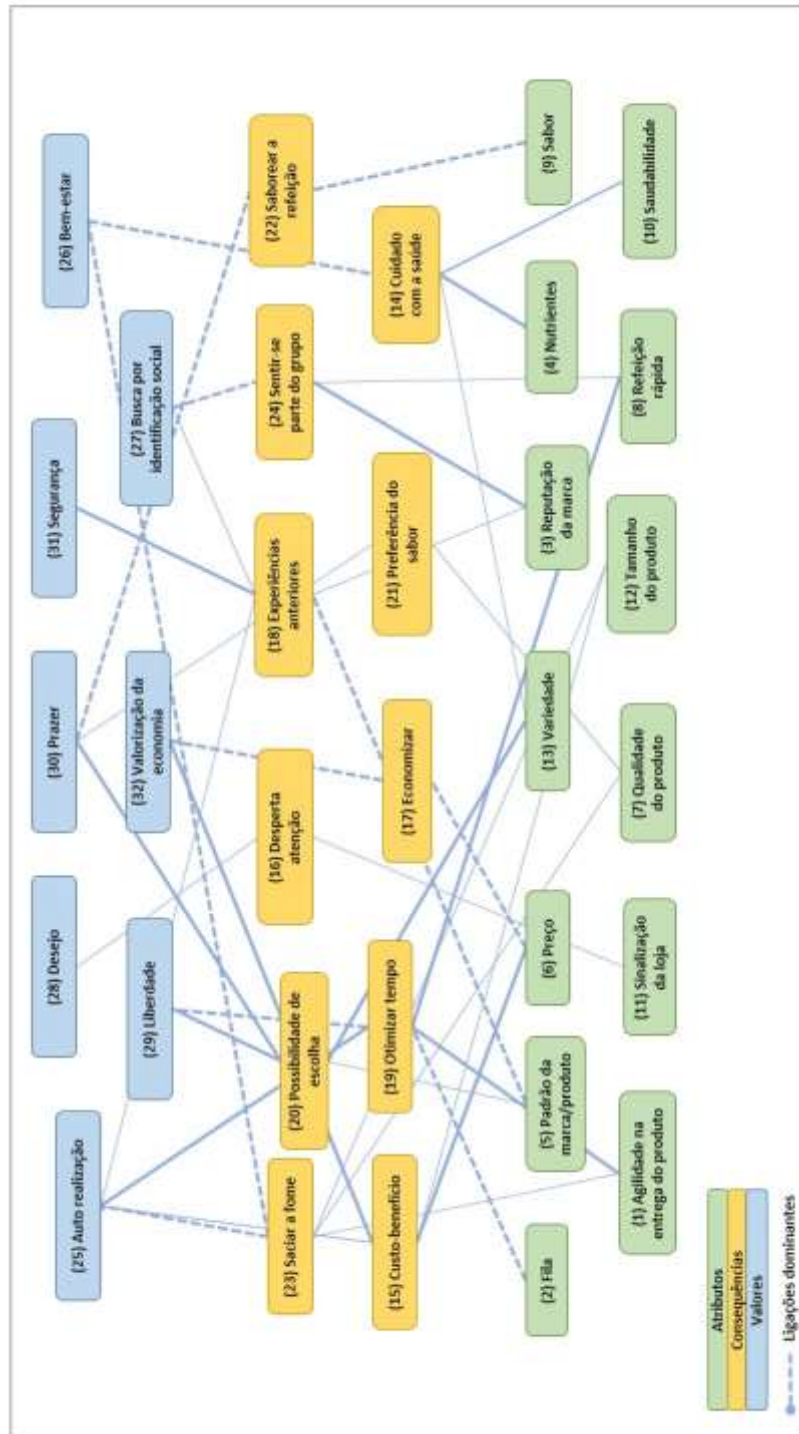 (25) Auto realização
(28) Desejo
(30) Prazer
(31) Segurança
(26) Bem-estar
(29) Liberdade
(32) Valorização da
economia
(27) Busca por
identificação social
(23) Saciar a fome
(20) Possibilidade de
escolha
(16) Desperta
atenção
(18) Experiências
anteriores
(24) Sentir-se
parte do grupo
(22) Saborear a
refeição
(15) Custo-benefício
(19) Otimizar tempo
(17) Economizar
(21) Preferência do
sabor
(14) Cuidado
com a saúde
(2) Fila
(5) Padrão da
marca/produto
(6) Preço
(13) Variedade
(3) Reputação
da marca
(4) Nutrientes
(9) Sabor
(1) Agilidade na
entrega do produto
(11) Sinalização
da loja
(7) Qualidade
do produto
(12) Tamanho
do produto
(8) Refeição
rápida
(10) Saudabilidade
Atributos
Consequências
Valores
Ligações dominantes